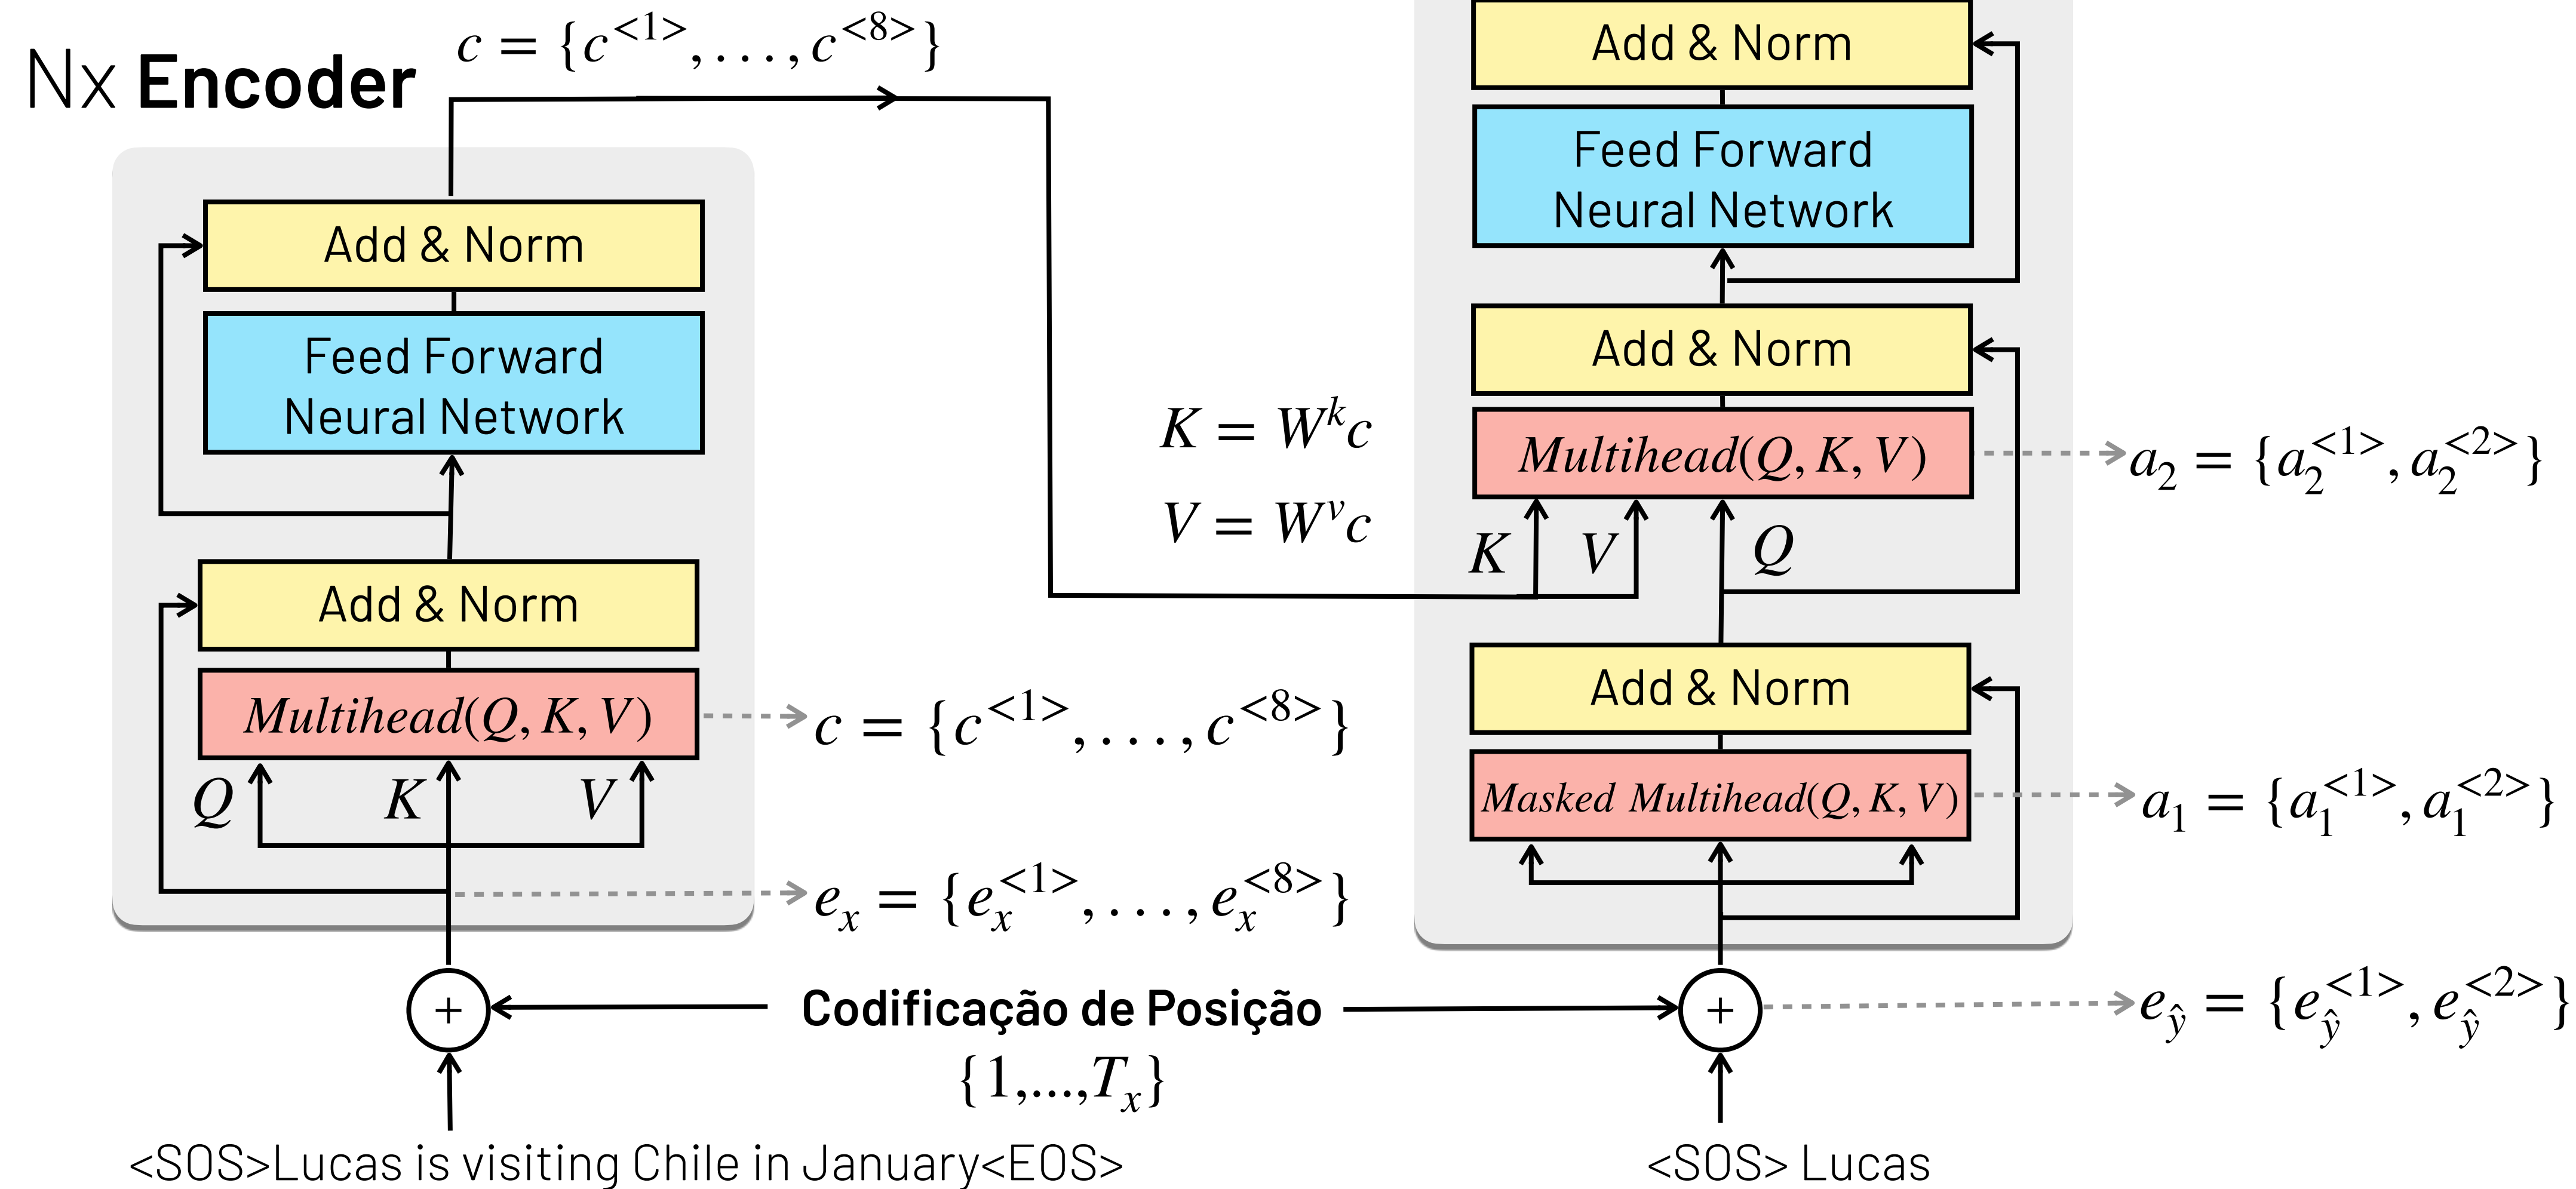 Nx Encoder
c = {c^{<1>}, . . . , c^{<8>}}
Add & Norm
Feed Forward
Neural Network
Add & Norm
Multihead(Q, K, V)
Q K V
c = {c^{<1>}, . . . , c^{<8>}}
e_x = {e_x^{<1>}, . . . , e_x^{<8>}}
+
<SOS>Lucas is visiting Chile in January<EOS>
Codificação de Posição
{1,...,T_x}
K = W^k c
V = W^v c
Add & Norm
Feed Forward
Neural Network
Add & Norm
Multihead(Q, K, V)
a_2 = {a_2^{<1>}, a_2^{<2>}}
K V Q
Add & Norm
Masked Multihead(Q, K, V)
a_1 = {a_1^{<1>}, a_1^{<2>}}
+
e_ŷ = {e_ŷ^{<1>}, e_ŷ^{<2>}}
<SOS> Lucas